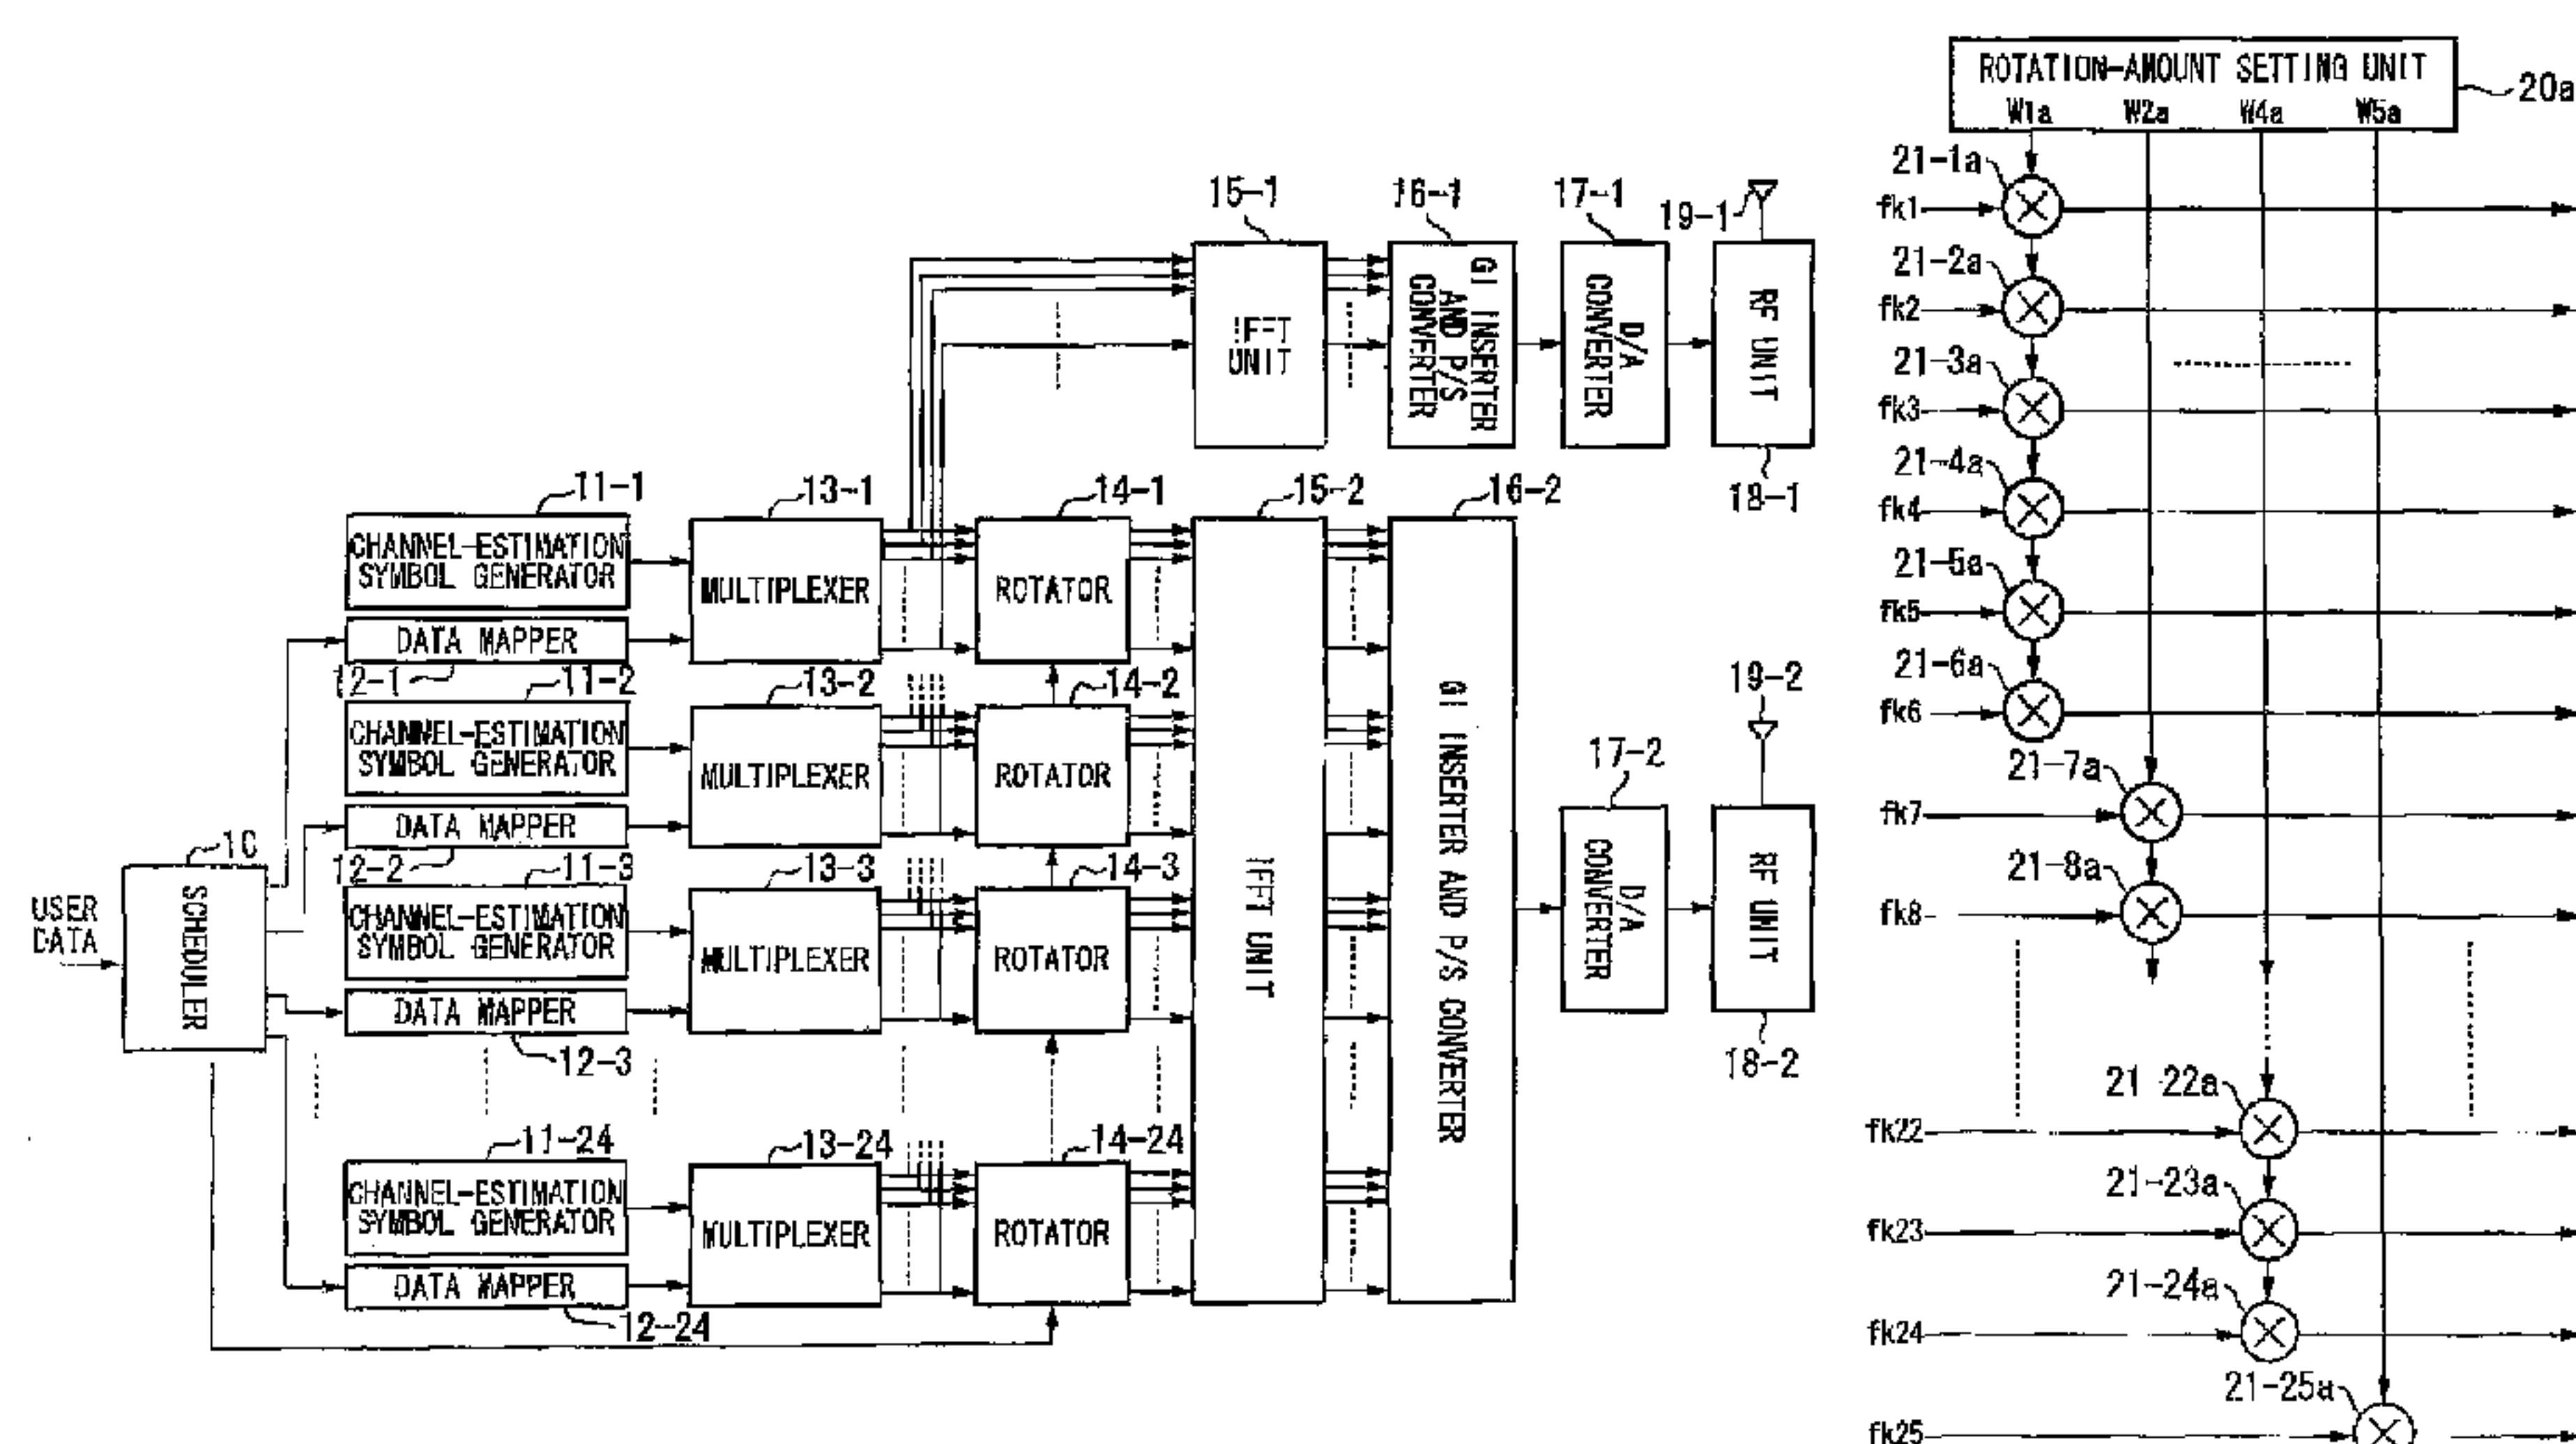 15-1
16-1
17-1
19-1
IFFT
UNIT
GI INSERTER
AND P/S
CONVERTER
D/A
CONVERTER
RF UNIT
18-1
11-1
13-1
14-1
15-2
16-2
CHANNEL-ESTIMATION
SYMBOL GENERATOR
MULTIPLEXER
ROTATOR
DATA MAPPER
12-1
11-2
13-2
14-2
CHANNEL-ESTIMATION
SYMBOL GENERATOR
MULTIPLEXER
ROTATOR
DATA MAPPER
12-2
11-3
13-3
14-3
10
USER
DATA
SCHEDULER
CHANNEL-ESTIMATION
SYMBOL GENERATOR
MULTIPLEXER
ROTATOR
DATA MAPPER
12-3
11-24
13-24
14-24
CHANNEL-ESTIMATION
SYMBOL GENERATOR
MULTIPLEXER
ROTATOR
DATA MAPPER
12-24
IFFT UNIT
GI INSERTER AND P/S CONVERTER
17-2
D/A
CONVERTER
19-2
RF UNIT
18-2
ROTATION-AMOUNT SETTING UNIT
W1a W2a W4a W5a
20a
21-1a
fk1
21-2a
fk2
21-3a
fk3
21-4a
fk4
21-5a
fk5
21-6a
fk6
21-7a
fk7
21-8a
fk8
21 22a
fk22
21-23a
fk23
21-24a
fk24
21-25a
fk25